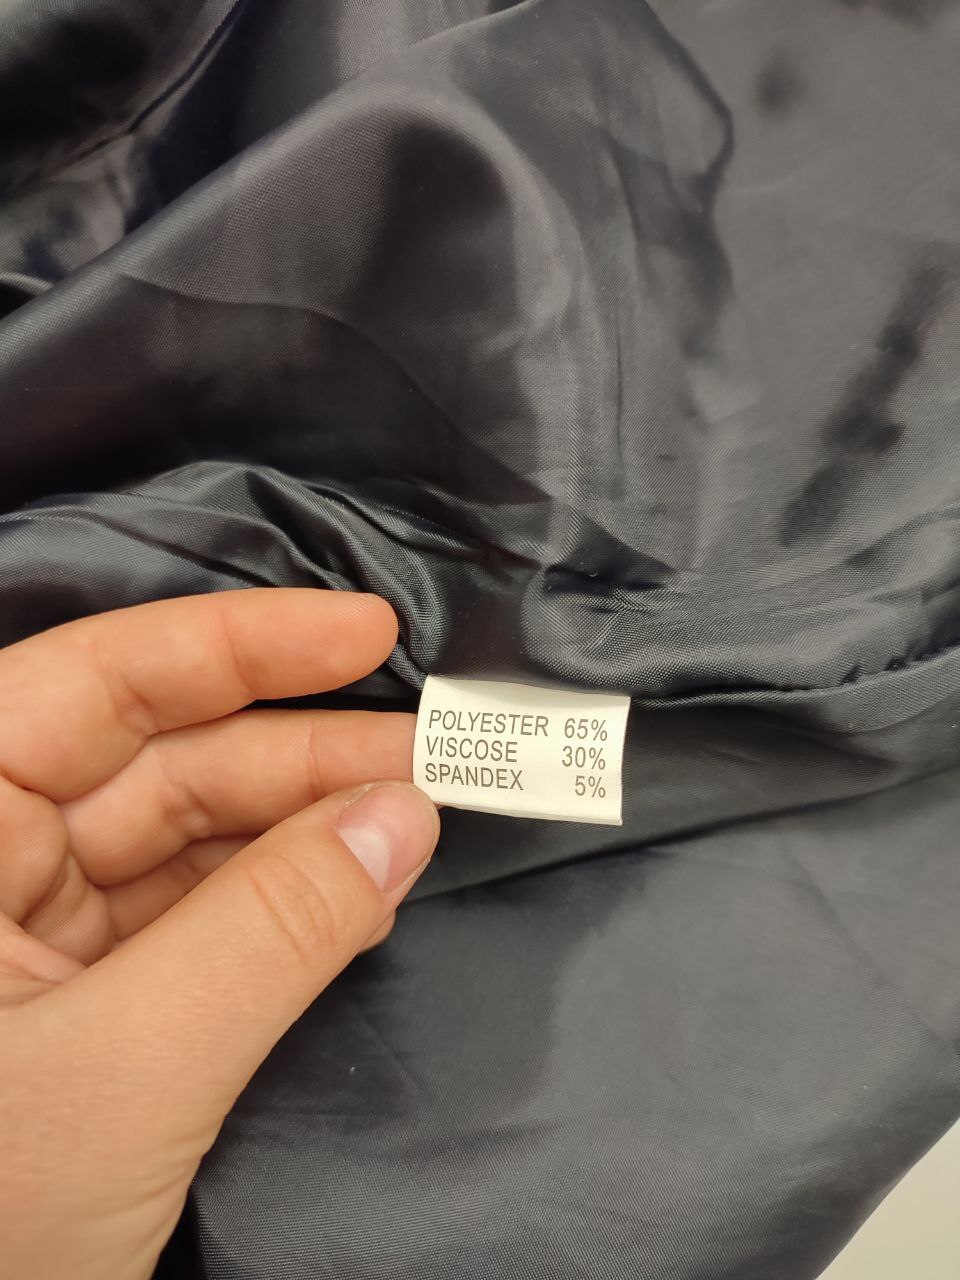 POLYESTER 65%
VISCOSE 30%
SPANDEX 5%